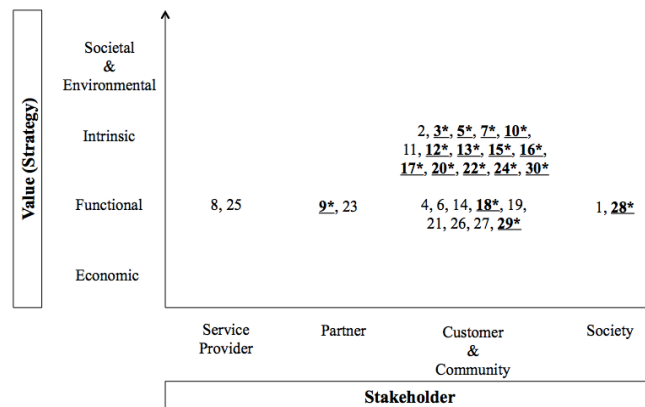 Value (Strategy)
Societal
&
Environmental
Intrinsic
2, 3*, 5*, 7*, 10*,
11, 12*, 13*, 15*, 16*,
17*, 20*, 22*, 24*, 30*
Functional
8, 25
9*, 23
4, 6, 14, 18*, 19,
21, 26, 27, 29*
1, 28*
Economic
Service
Provider
Partner
Customer
&
Community
Society
Stakeholder